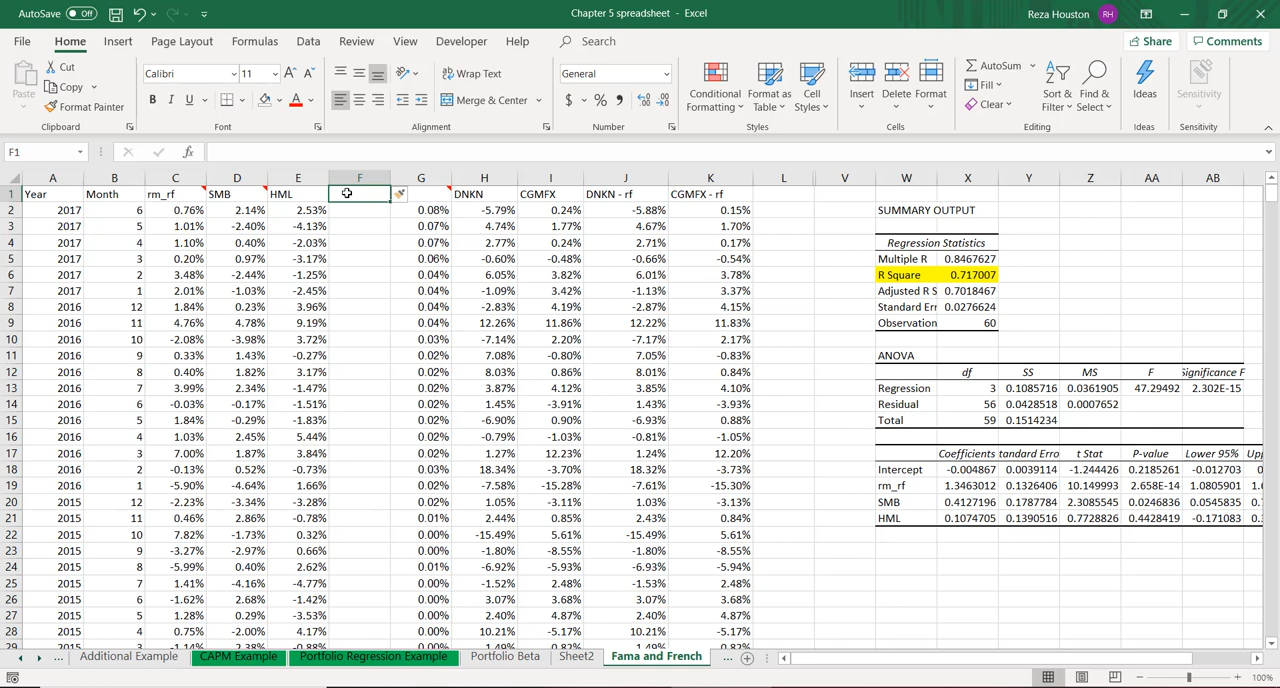 AutoSave Off Chapter 5 spreadsheet - Excel Reza Houston RH
File Home Insert Page Layout Formulas Data Review View Developer Help Search Share Comments
Paste Cut Copy Format Painter Clipboard
Calibri 11 A A B I U A Font
Wrap Text Merge & Center Alignment
General $ % , Number
Conditional Formatting Format as Table Cell Styles Styles
Insert Delete Format Cells
AutoSum Fill Clear Sort & Filter Find & Select Editing
Ideas Ideas
Sensitivity Sensitivity
F1 fx
A B C D E F G H I J K L V W X Y Z AA AB
1 Year Month rm_rf SMB HML DNKN CGMFX DNKN - rf CGMFX - rf
2 2017 6 0.76% 2.14% 2.53% 0.08% -5.79% 0.24% -5.88% 0.15% SUMMARY OUTPUT
3 2017 5 1.01% -2.40% -4.13% 0.07% 4.74% 1.77% 4.67% 1.70%
4 2017 4 1.10% 0.40% -2.03% 0.07% 2.77% 0.24% 2.71% 0.17% Regression Statistics
5 2017 3 0.20% 0.97% -3.17% 0.06% -0.60% -0.48% -0.66% -0.54% Multiple R 0.8467627
6 2017 2 3.48% -2.44% -1.25% 0.04% 6.05% 3.82% 6.01% 3.78% R Square 0.717007
7 2017 1 2.01% -1.03% -2.45% 0.04% -1.09% 3.42% -1.13% 3.37% Adjusted R S 0.7018467
8 2016 12 1.84% 0.23% 3.96% 0.04% -2.83% 4.19% -2.87% 4.15% Standard Err 0.0276624
9 2016 11 4.76% 4.78% 9.19% 0.04% 12.26% 11.86% 12.22% 11.83% Observation 60
10 2016 10 -2.08% -3.98% 3.72% 0.03% -7.14% 2.20% -7.17% 2.17%
11 2016 9 0.33% 1.43% -0.27% 0.02% 7.08% -0.80% 7.05% -0.83% ANOVA
12 2016 8 0.40% 1.82% 3.17% 0.02% 8.03% 0.86% 8.01% 0.84% df SS MS F Significance F
13 2016 7 3.99% 2.34% -1.47% 0.02% 3.87% 4.12% 3.85% 4.10% Regression 3 0.1085716 0.0361905 47.29492 2.302E-15
14 2016 6 -0.03% -0.17% -1.51% 0.02% 1.45% -3.91% 1.43% -3.93% Residual 56 0.0428518 0.0007652
15 2016 5 1.84% -0.29% -1.83% 0.02% -6.90% 0.90% -6.93% 0.88% Total 59 0.1514234
16 2016 4 1.03% 2.45% 5.44% 0.02% -0.79% -1.03% -0.81% -1.05%
17 2016 3 7.00% 1.87% 3.84% 0.02% 1.27% 12.23% 1.24% 12.20% Coefficients tandard Erro t Stat P-value Lower 95% Upp
18 2016 2 -0.13% 0.52% -0.73% 0.03% 18.34% -3.70% 18.32% -3.73% Intercept -0.004867 0.0039114 -1.244426 0.2185261 -0.012703 0.
19 2016 1 -5.90% -4.64% 1.66% 0.02% -7.58% -15.28% -7.61% -15.30% rm_rf 1.3463012 0.1326406 10.149993 2.658E-14 1.0805901 1.
20 2015 12 -2.23% -3.34% -3.28% 0.02% 1.05% -3.11% 1.03% -3.13% SMB 0.4127196 0.1787784 2.3085545 0.0246836 0.0545835 0.
21 2015 11 0.46% 2.86% -0.78% 0.01% 2.44% 0.85% 2.43% 0.84% HML 0.1074705 0.1390516 0.7728826 0.4428419 -0.171083 0.
22 2015 10 7.82% -1.73% 0.32% 0.00% -15.49% 5.61% -15.49% 5.61%
23 2015 9 -3.27% -2.97% 0.66% 0.00% -1.80% -8.55% -1.80% -8.55%
24 2015 8 -5.99% 0.40% 2.62% 0.01% -6.92% -5.93% -6.93% -5.94%
25 2015 7 1.41% -4.16% -4.77% 0.00% -1.52% 2.48% -1.53% 2.48%
26 2015 6 -1.62% 2.68% -1.42% 0.00% 3.07% 3.68% 3.07% 3.68%
27 2015 5 1.28% 0.29% -3.53% 0.00% 2.40% 4.87% 2.40% 4.87%
28 2015 4 0.75% -2.00% 4.17% 0.00% 10.21% -5.17% 10.21% -5.17%
29 2015 3 -1.14% 2.38% -0.88% 0.00% 1.49% 0.82% 1.49% 0.82%
... Additional Example CAPM Example Portfolio Regression Example Portfolio Beta Sheet2 Fama and French ...
100%